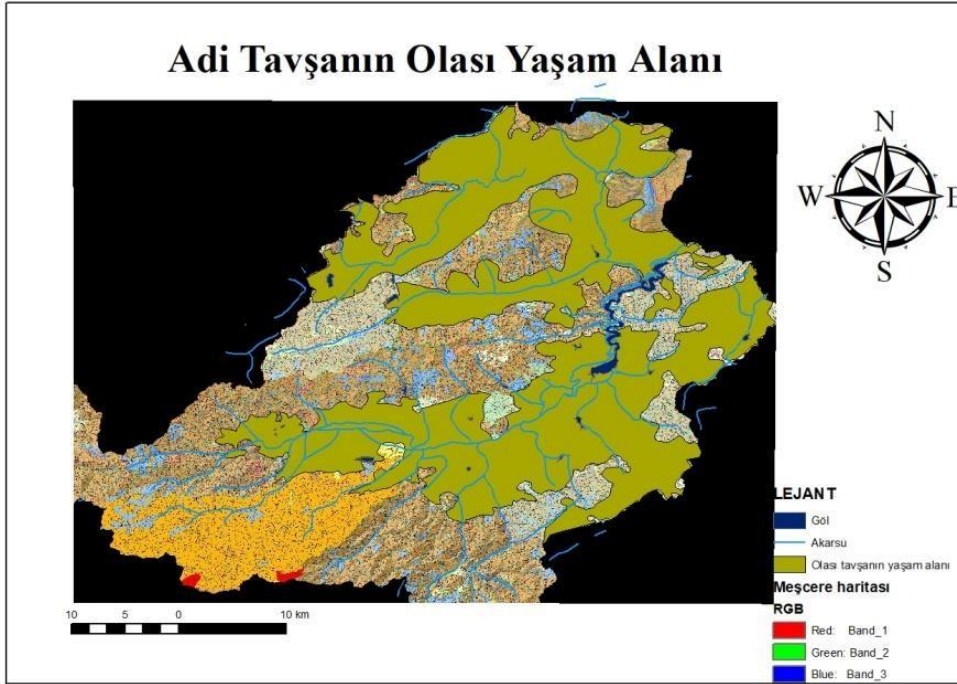 Adi Tavşanın Olası Yaşam Alanı
N
W E
S
LEJANT
Göl
Akarsu
Olası tavşanın yaşam alanı
Meşcere haritası
RGB
Red: Band_1
Green: Band_2
Blue: Band_3
10 5 0 10 km